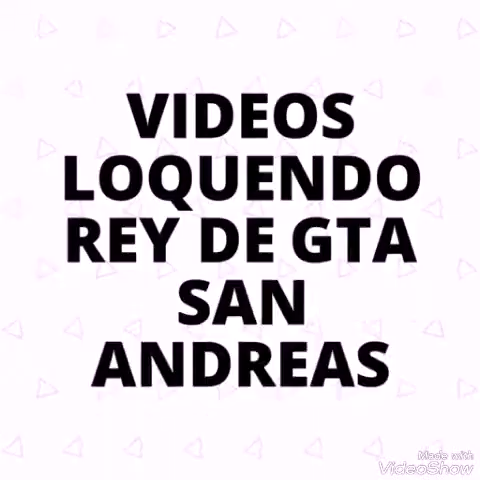 VIDEOS
LOQUENDO
REY DE GTA
SAN
ANDREAS
Made with
VideoShow